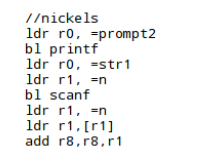 //nickels
ldr r0, =prompt2
bl printf
ldr r0, =str1
ldr r1, =n
bl scanf
ldr r1, =n
ldr r1,[r1]
add r8,r8,r1